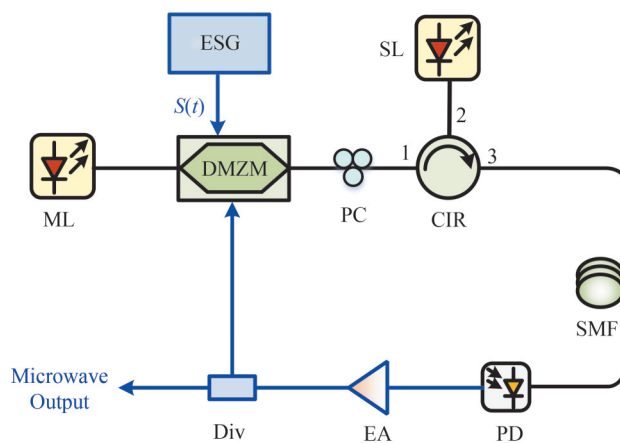 ESG
SL
S(t)
2
1
3
DMZM
ML
PC
CIR
SMF
Microwave
Output
Div
EA
PD